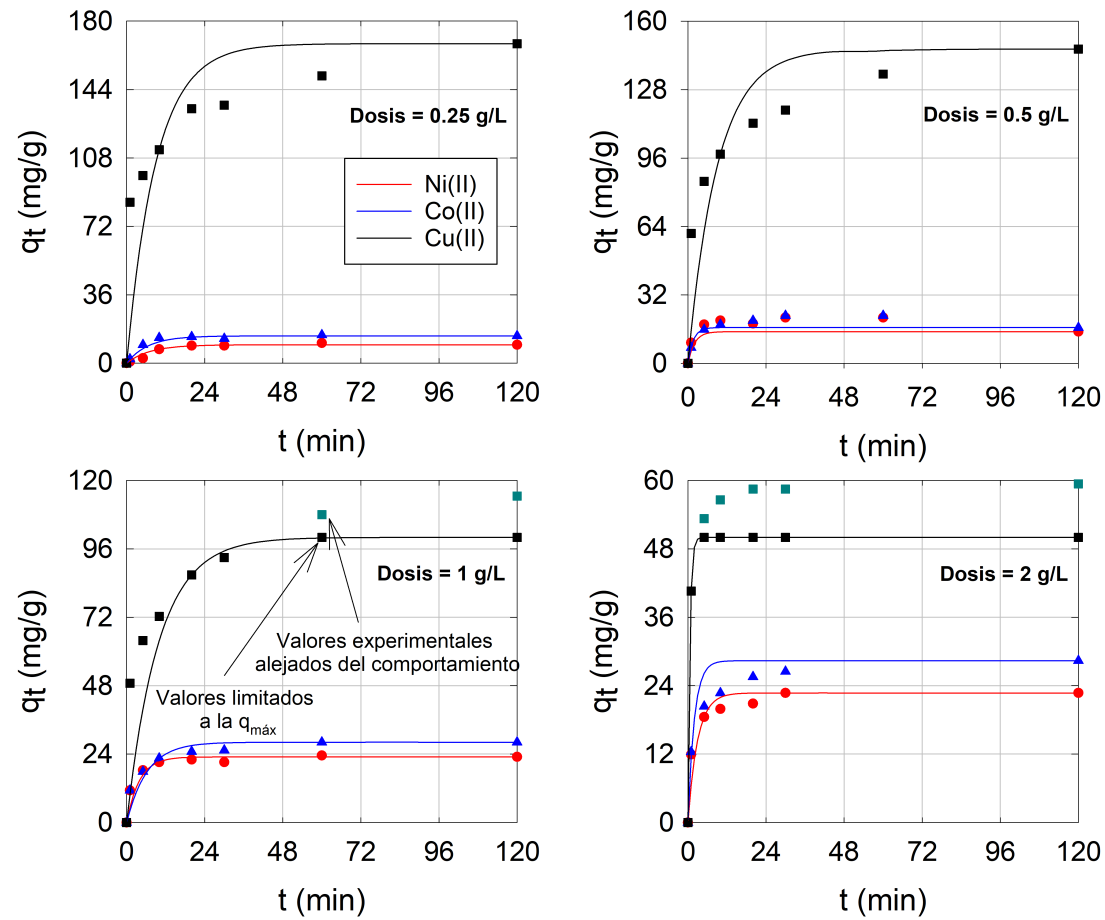 180
144
108
72
36
0
qt (mg/g)
Dosis = 0.25 g/L
Ni(II)
Co(II)
Cu(II)
0 24 48 72 96 120
t (min)
160
128
96
64
32
0
qt (mg/g)
Dosis = 0.5 g/L
0 24 48 72 96 120
t (min)
120
96
72
48
24
0
qt (mg/g)
Dosis = 1 g/L
Valores experimentales
alejados del comportamiento
Valores limitados
a la qmáx
0 24 48 72 96 120
t (min)
60
48
36
24
12
0
qt (mg/g)
Dosis = 2 g/L
0 24 48 72 96 120
t (min)